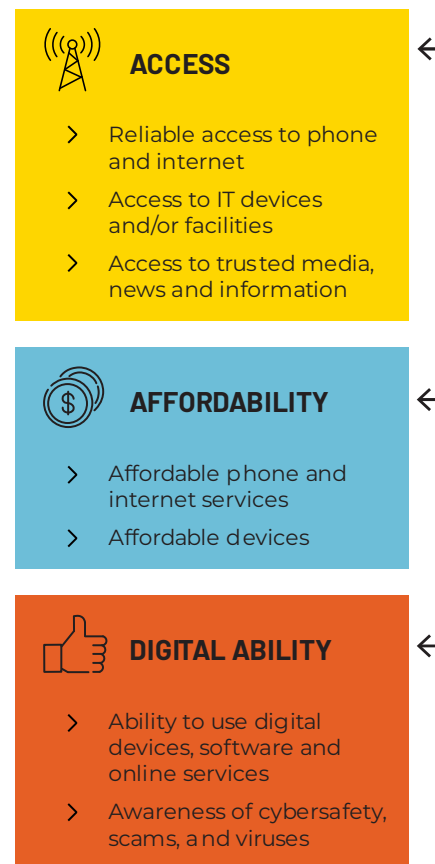 ACCESS
Reliable access to phone
and internet
Access to IT devices
and/or facilities
Access to trusted media,
news and information
$
AFFORDABILITY
Affordable phone and
internet services
Affordable devices
DIGITAL ABILITY
Ability to use digital
devices, software and
online services
Awareness of cybersafety,
scams, and viruses